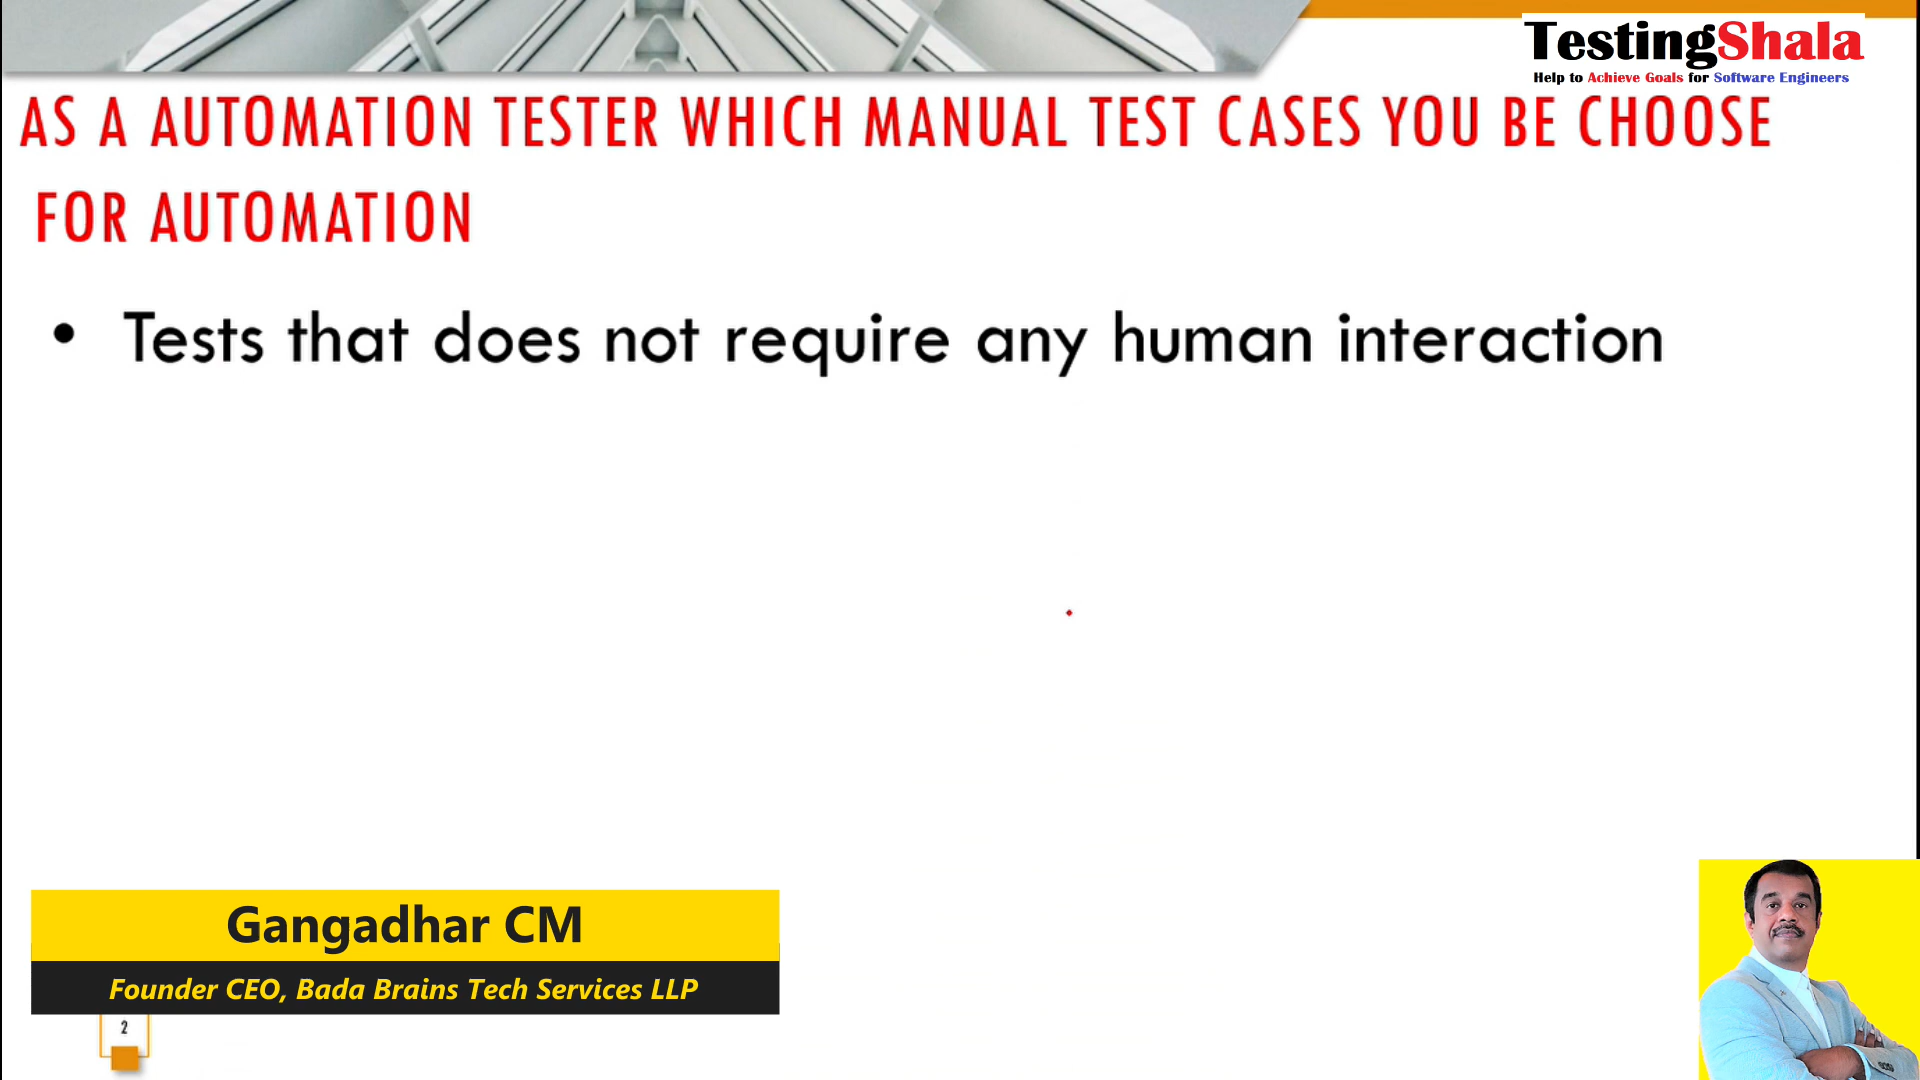 TestingShala
Help to Achieve Goals for Software Engineers
AS A AUTOMATION TESTER WHICH MANUAL TEST CASES YOU BE CHOOSE
FOR AUTOMATION
• Tests that does not require any human interaction
Gangadhar CM
Founder CEO, Bada Brains Tech Services LLP
2